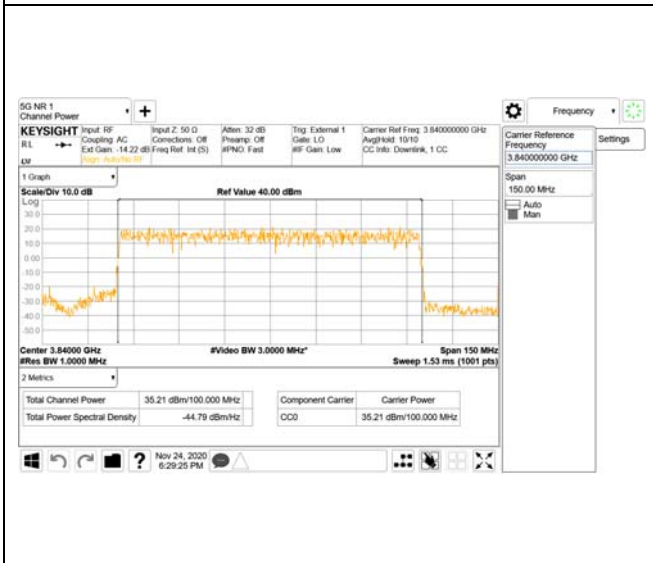 5G NR 1
Channel Power
Frequency
KEYSIGHT
Input: RF
Input Z: 50 Ω
Atten: 32 dB
Trig: External 1
Carrier Ref Freq: 3.840000000 GHz
RL
Coupling: AC
Corrections: Off
Preamp: Off
Gate: LO
Avg|Hold: 10/10
Ext Gain: -14.22 dB
Freq Ref: Int (S)
#PNO: Fast
#IF Gain: Low
CC Info: Downlink, 1 CC
Align: Auto/No RF
Carrier Reference
Frequency
3.840000000 GHz
Settings
Span
150.00 MHz
Auto
Man
1 Graph
Scale/Div 10.0 dB
Ref Value 40.00 dBm
Log
30.0
20.0
10.0
0.00
-10.0
-20.0
-30.0
-40.0
-50.0
Center 3.84000 GHz
#Video BW 3.0000 MHz*
Span 150 MHz
#Res BW 1.0000 MHz
Sweep 1.53 ms (1001 pts)
2 Metrics
Total Channel Power
35.21 dBm/100.000 MHz
Component Carrier
Carrier Power
Total Power Spectral Density
-44.79 dBm/Hz
CC0
35.21 dBm/100.000 MHz
Nov 24, 2020
6:29:25 PM